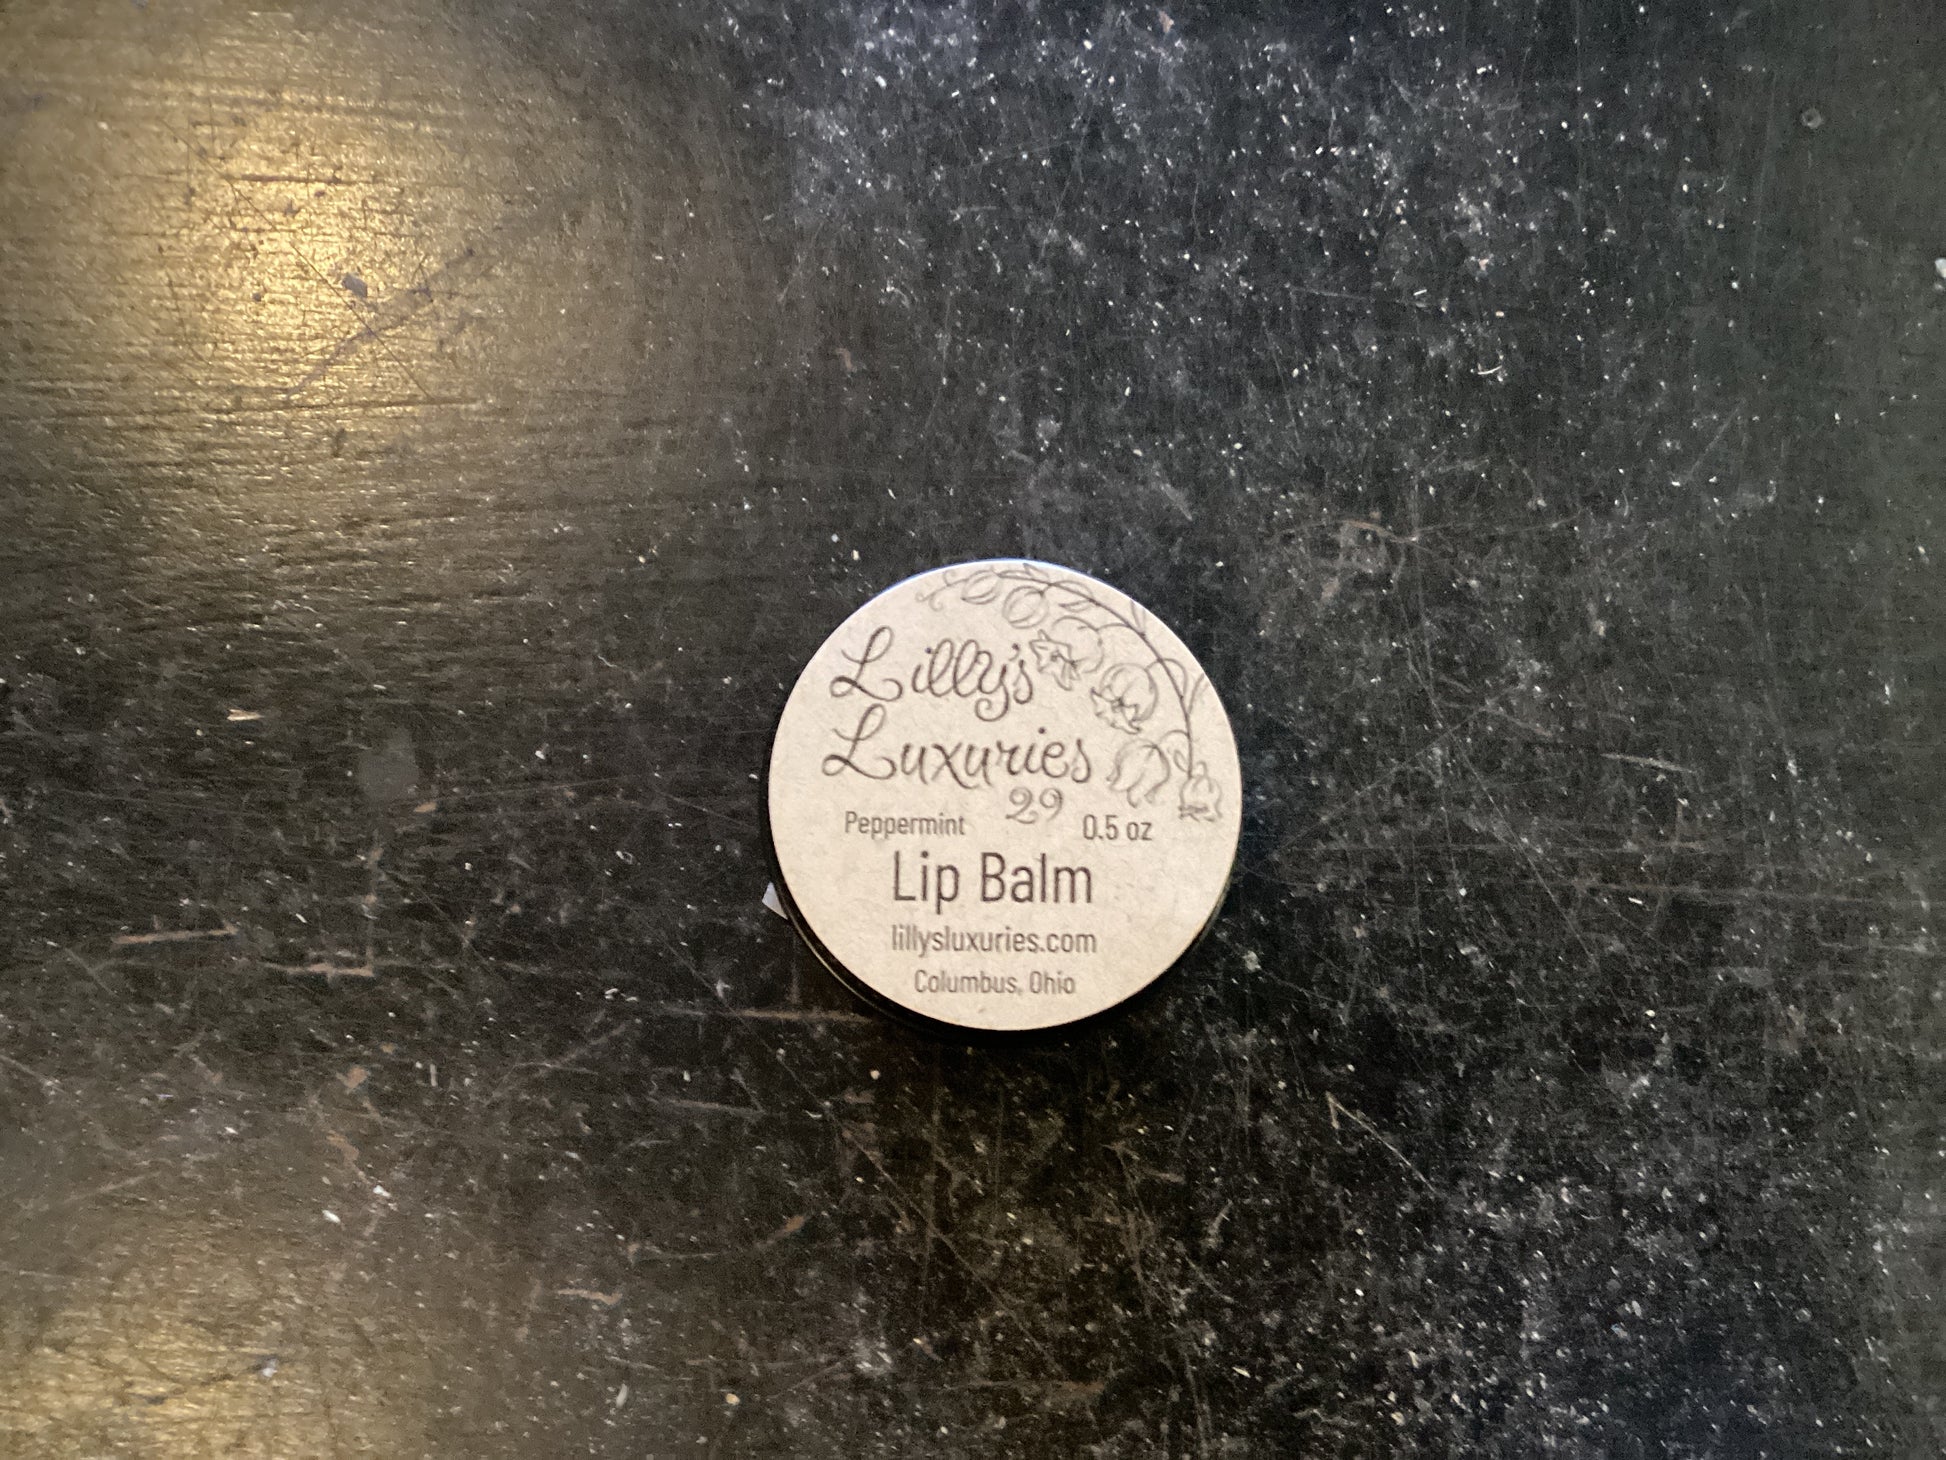 Lilly's
Luxuries
29
Peppermint 0.5 oz
Lip Balm
lillysluxuries.com
Columbus, Ohio